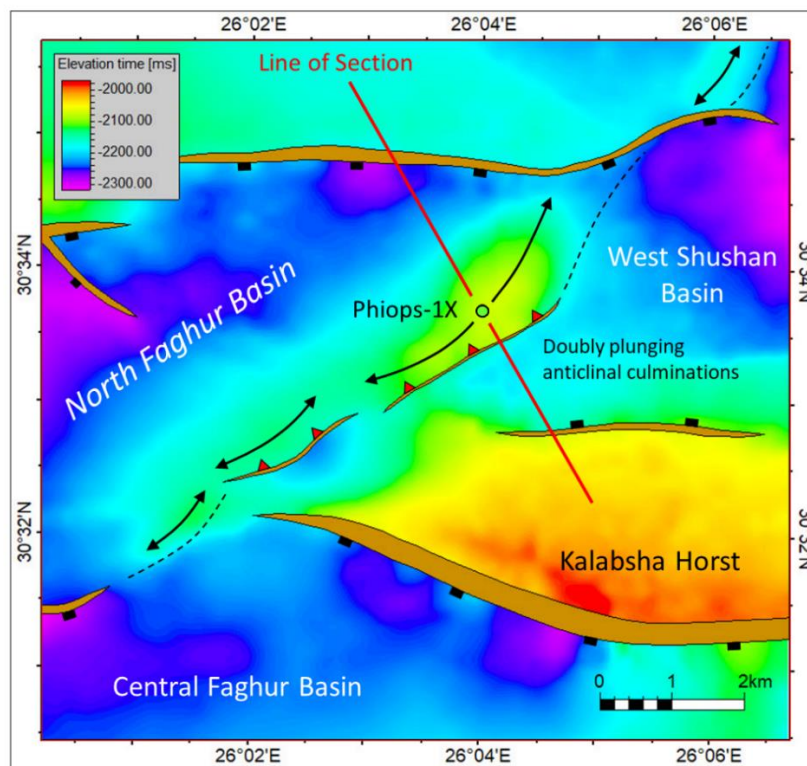 26°02'E
26°04'E
26°06'E
Elevation time [ms]
-2000.00
-2100.00
-2200.00
-2300.00
Line of Section
30°34'N
30°34'N
West Shushan
Basin
North Faghur Basin
Phiops-1X
Doubly plunging
anticlinal culminations
30°32'N
30°32'N
Kalabsha Horst
Central Faghur Basin
0 1 2km
26°02'E
26°04'E
26°06'E